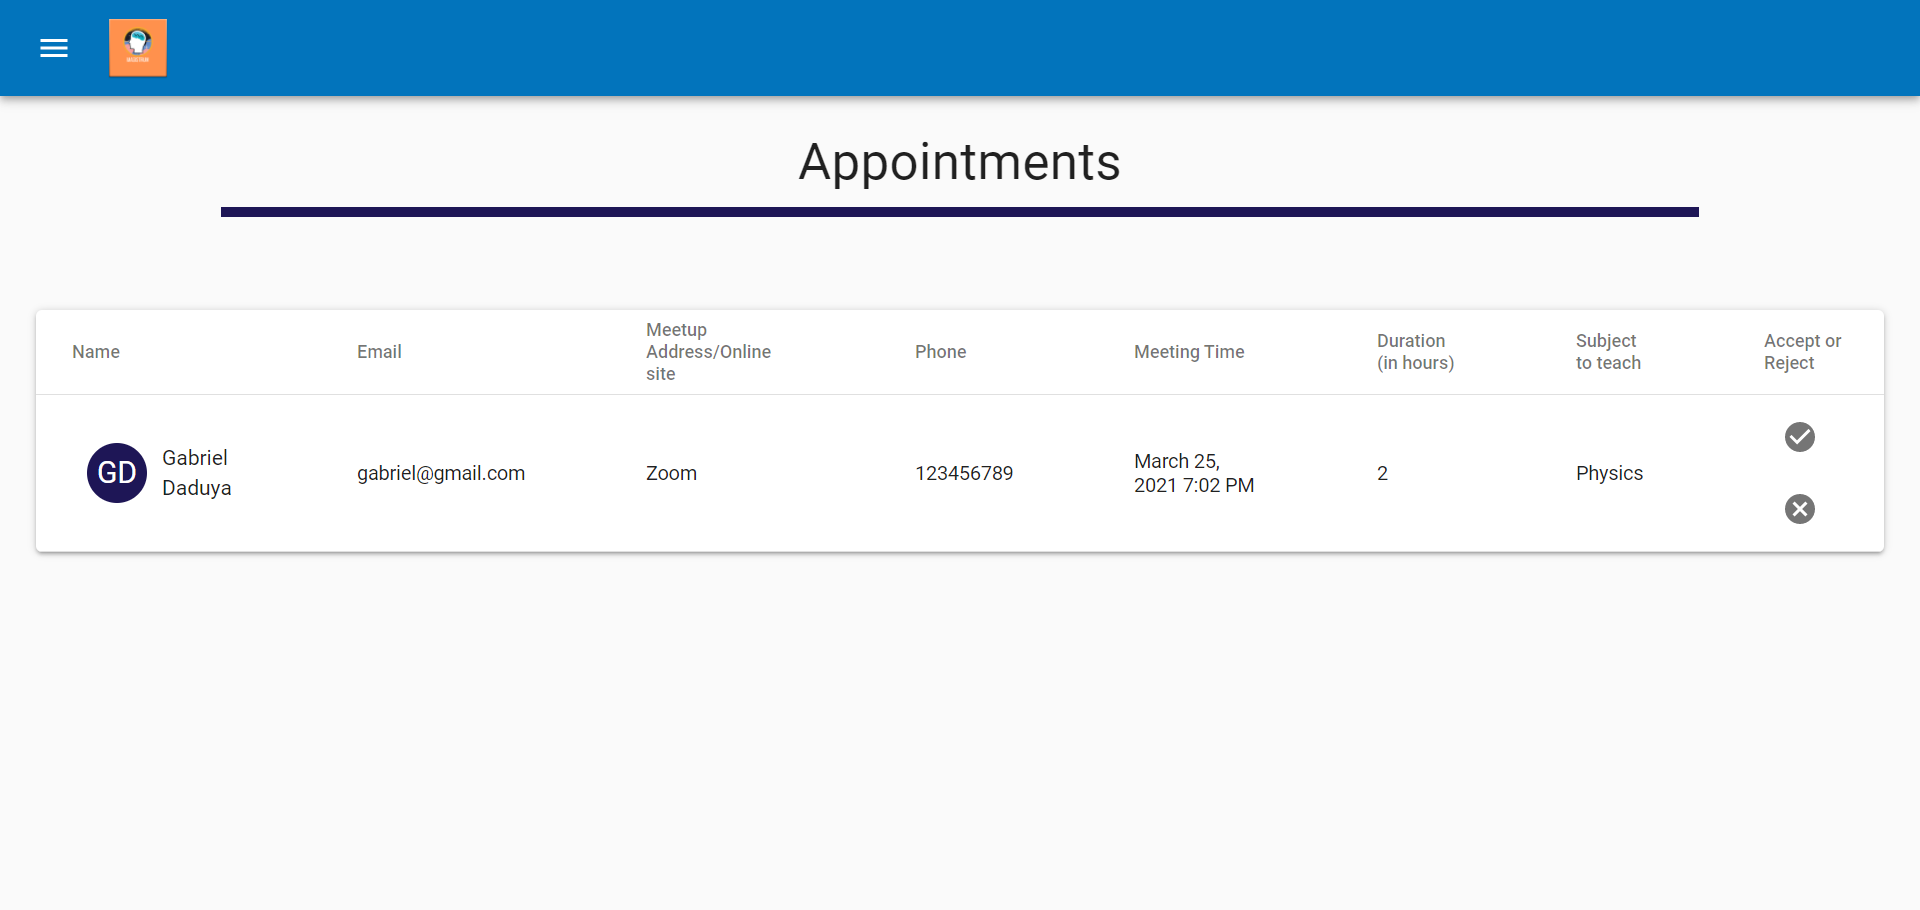 Appointments
Name
Email
Meetup
Address/Online
site
Phone
Meeting Time
Duration
(in hours)
Subject
to teach
Accept or
Reject
GD
Gabriel
Daduya
gabriel@gmail.com
Zoom
123456789
March 25,
2021 7:02 PM
2
Physics